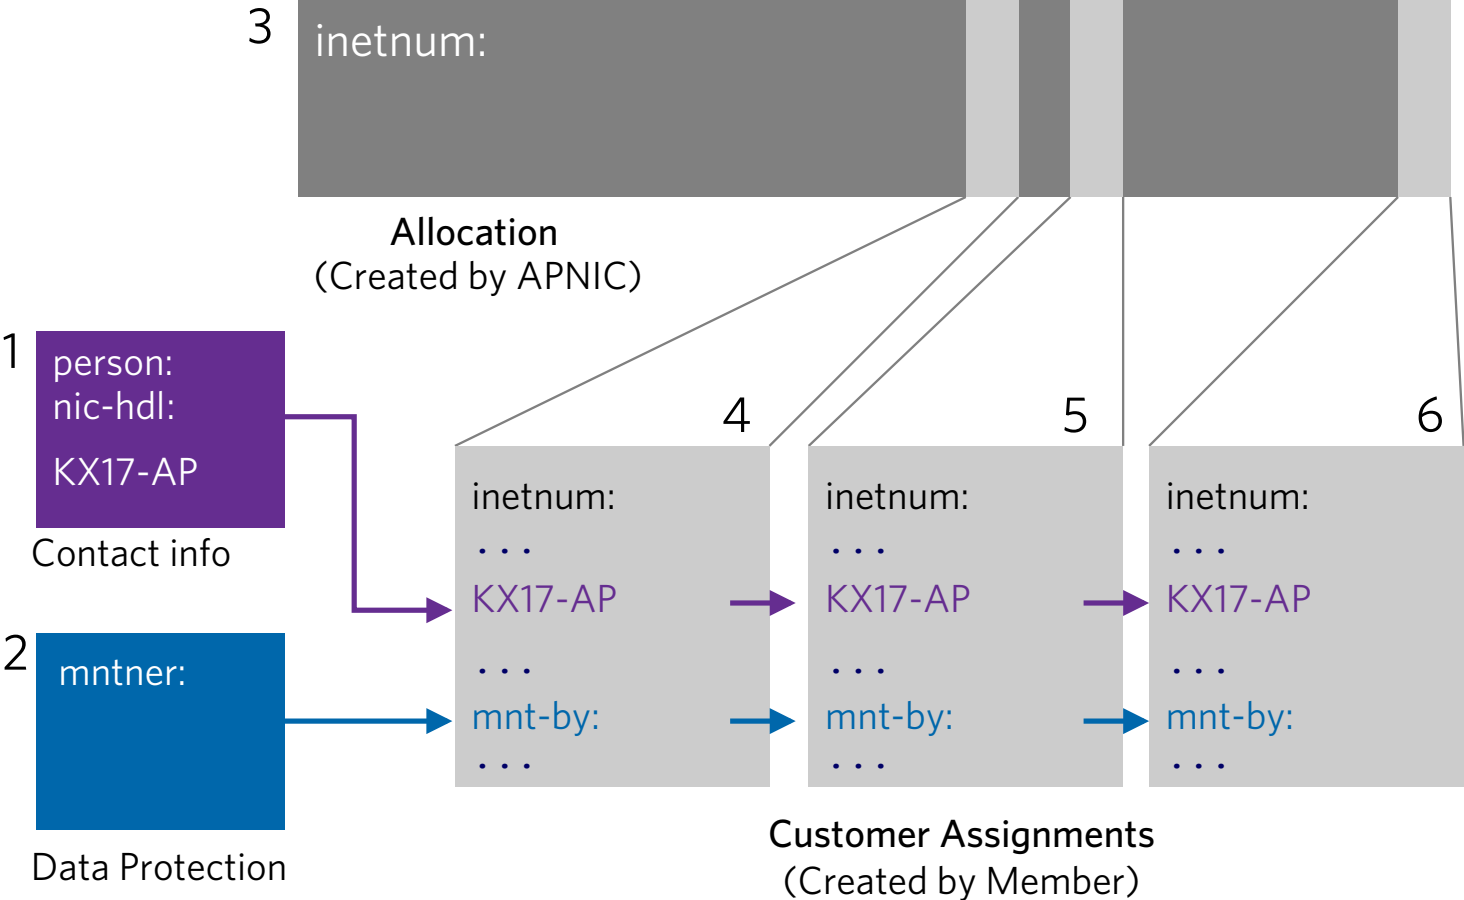 3
inetnum:
Allocation
(Created by APNIC)
1
person:
nic-hdl:
KX17-AP
Contact info
2
mntner:
Data Protection
4
inetnum:
...
KX17-AP
...
mnt-by:
...
5
inetnum:
...
KX17-AP
...
mnt-by:
...
6
inetnum:
...
KX17-AP
...
mnt-by:
...
Customer Assignments
(Created by Member)